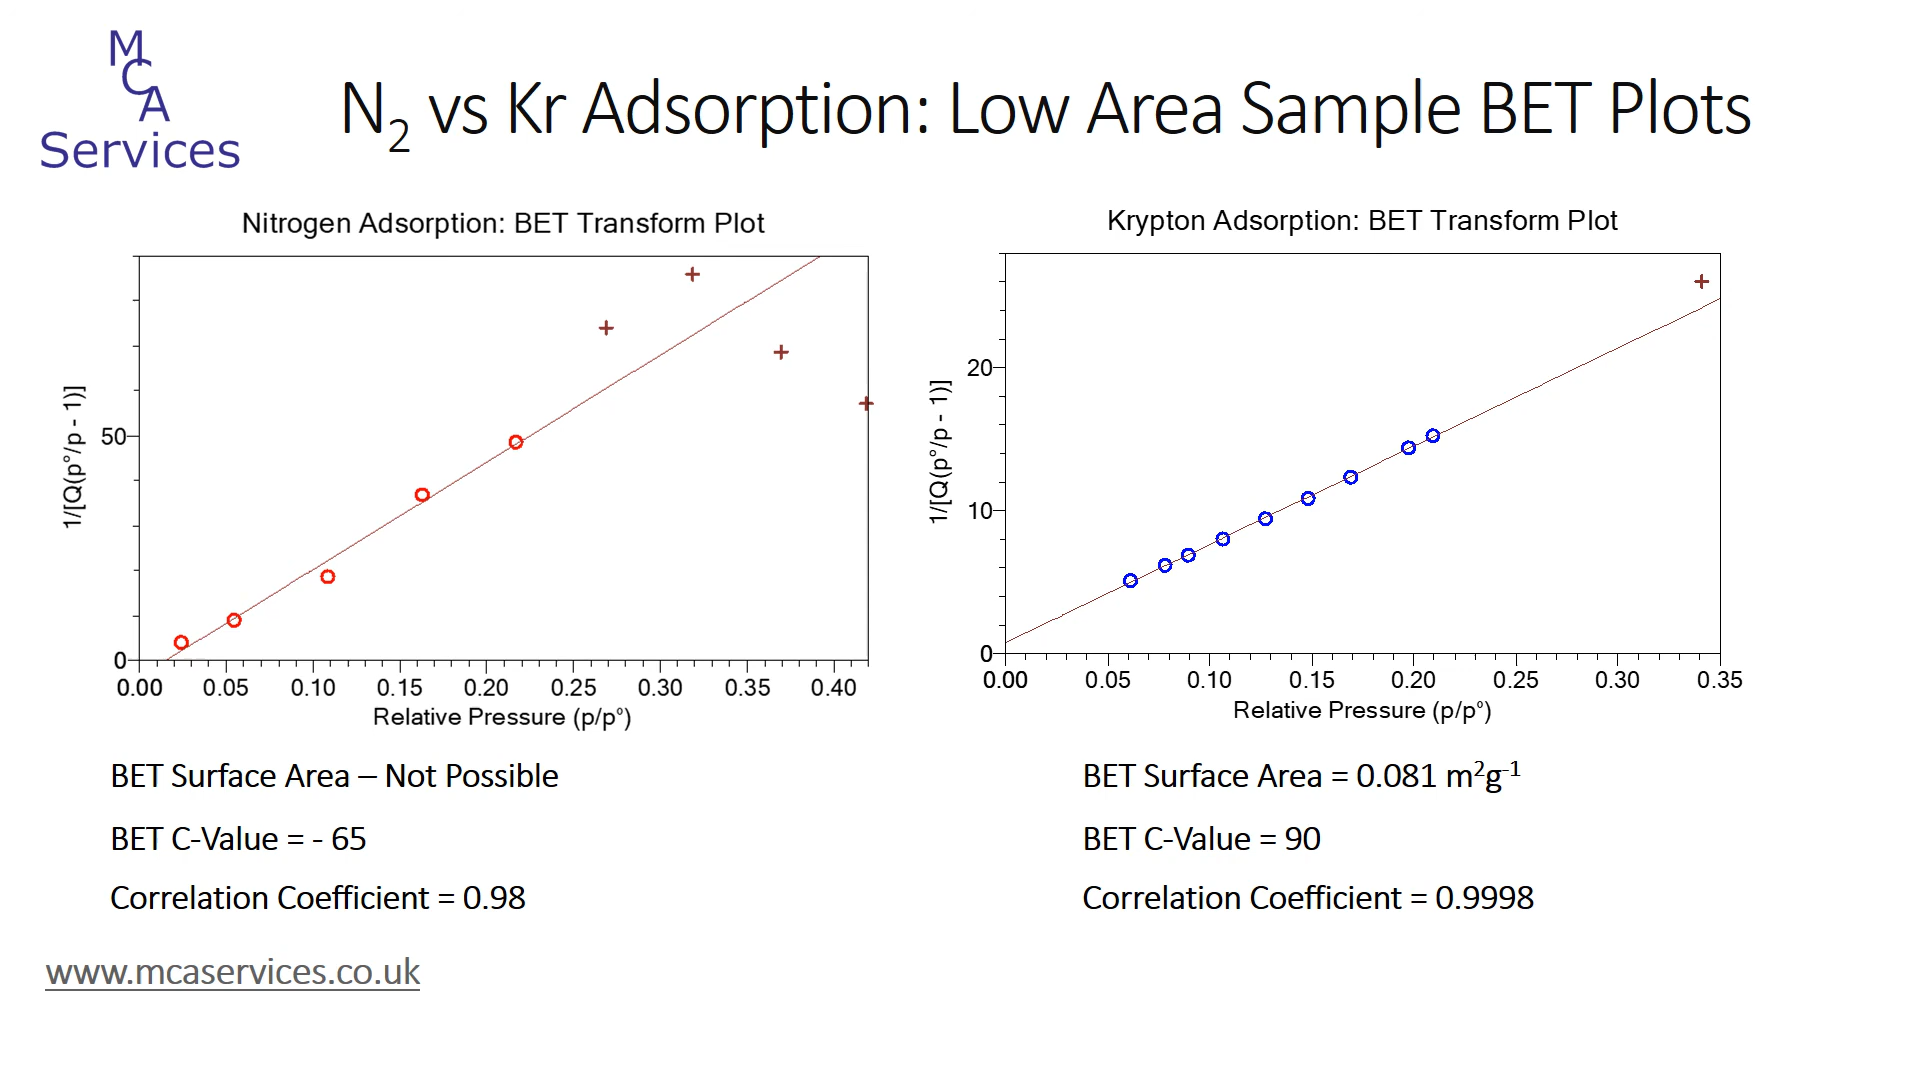 M
C
A
Services
N₂ vs Kr Adsorption: Low Area Sample BET Plots
Nitrogen Adsorption: BET Transform Plot
1/[Q(p°/p - 1)]
50
0
0.00 0.05 0.10 0.15 0.20 0.25 0.30 0.35 0.40
Relative Pressure (p/p°)
BET Surface Area – Not Possible
BET C-Value = - 65
Correlation Coefficient = 0.98
Krypton Adsorption: BET Transform Plot
1/[Q(p°/p - 1)]
20
10
0
0.00 0.05 0.10 0.15 0.20 0.25 0.30 0.35
Relative Pressure (p/p°)
BET Surface Area = 0.081 m²g⁻¹
BET C-Value = 90
Correlation Coefficient = 0.9998
www.mcaservices.co.uk